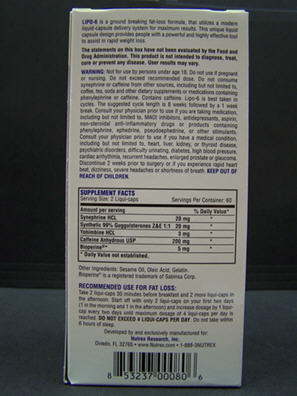 LIPO-6 is a ground breaking fat-loss formula, that utilizes a modern
liquid-capsule delivery system for maximum results. This unique liquid
capsule design provides people with a powerful and highly effective tool
to assist in rapid weight loss.
The statements on this box have not been evaluated by the Food and
Drug Administration. This product is not intended to diagnose, treat,
cure or prevent any disease. User results may vary.
WARNING: Not for use by persons under age 18. Do not use if pregnant
or nursing. Do not exceed recommended dose. Do not consume
synephrine or caffeine from other sources, including but not limited to,
coffee, tea, soda and other dietary supplements or medications containing
phenylephrine or caffeine. Contains caffeine. Lipo-6 is best taken in
cycles. The suggested cycle length is 8 weeks followed by a 1 week
break. Consult your physician prior to use if you are taking medication,
including but not limited to, MAOI inhibitors, antidepressants, aspirin,
non-steroidal anti-inflammatory drugs or products containing
phenylephrine, ephedrine, pseudoephedrine, or other stimulants.
Consult your physician prior to use if you have a medical condition,
including but not limited to, heart, liver, kidney, or thyroid disease,
psychiatric disorders, difficulty urinating, diabetes, high blood pressure,
cardiac arrhythmia, recurrent headaches, enlarged prostate or glaucoma.
Discontinue 2 weeks prior to surgery or if you experience rapid heart
beat, dizziness, severe headaches or shortness of breath. KEEP OUT OF
REACH OF CHILDREN.
SUPPLEMENT FACTS
Serving Size: 2 Liqui-caps Servings Per Container: 60
Amount per serving % Daily Value*
Synephrine HCL 20 mg *
Synthetic 99% Guggulsterones Z&E 1:1 20 mg *
Yohimbine HCL 3 mg *
Caffeine Anhydrous USP 200 mg *
Bioperine™ *
* Daily Value not established.
Other Ingredients: Sesame Oil, Oleic Acid, Gelatin.
Bioperine® is a registered trademark of Sabinsa Corp.
RECOMMENDED USE FOR FAT LOSS:
Take 2 liqui-caps 30 minutes before breakfast and 2 more liqui-caps in
the afternoon. Start off with only 2 liqui-caps on your first two days
(1 in the morning and 1 in the afternoon) and increase dosage by 1 liqui-
cap every two days until maximum dosage of 4 liqui-caps per day is
reached. DO NOT EXCEED 4 LIQUI-CAPS PER DAY. Do not take within
6 hours of sleep.
Developed by and exclusively manufactured for:
Nutrex Research, Inc.
Oviedo, FL 32765 • www.Nutrex.com • 1-888-3NUTREX
8 53237 00080 6